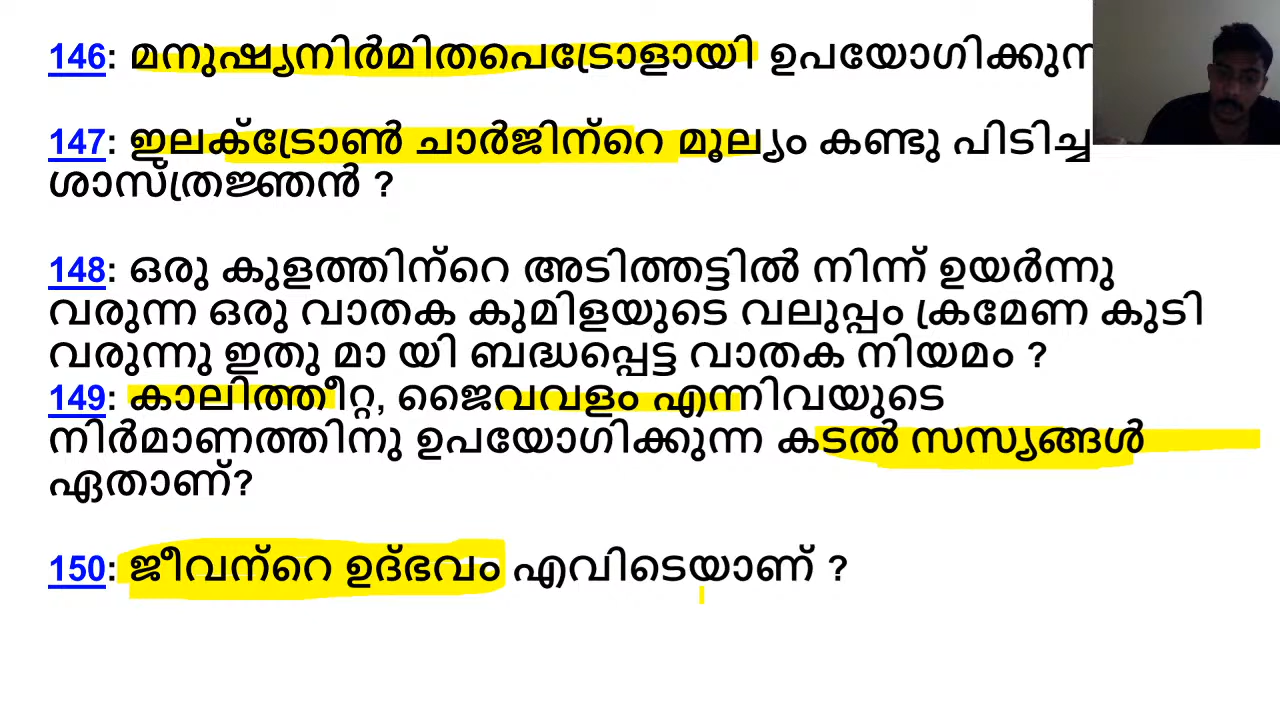 146: മനുഷ്യനിർമിതപെട്രോളായി
147: ഇലക്ട്രോൺ ചാർജിന്റെ മൂല്യം കണ്ടു പിടിച്ച
ശാസ്ത്രജ്ഞൻ ?
148: ഒരു കുളത്തിന്റെ അടിത്തട്ടിൽ നിന്ന് ഉയർന്നു
വരുന്ന ഒരു വാതക കുമിളയുടെ വലുപ്പം ക്രമേണ കുടി
വരുന്നു ഇതു മാ യി ബദ്ധപ്പെട്ട വാതക നിയമം ?
149: കാലിത്തീറ്റ, ജൈവവളം എന്നിവയുടെ
നിർമാണത്തിനു ഉപയോഗിക്കുന്ന കടൽ സസ്യങ്ങൾ
ഏതാണ്?
150: ജീവന്റെ ഉദ്ഭവം എവിടെയാണ് ?